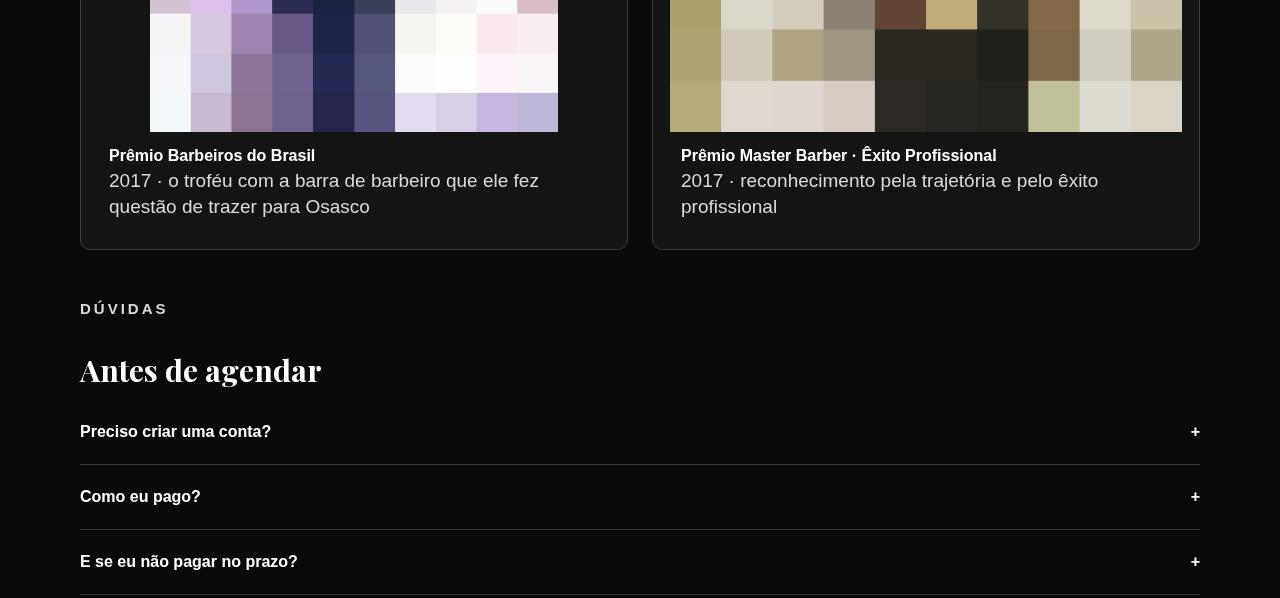 Prêmio Barbeiros do Brasil
2017 · o troféu com a barra de barbeiro que ele fez
questão de trazer para Osasco
Prêmio Master Barber · Êxito Profissional
2017 · reconhecimento pela trajetória e pelo êxito
profissional
DÚVIDAS
Antes de agendar
Preciso criar uma conta? +
Como eu pago? +
E se eu não pagar no prazo? +